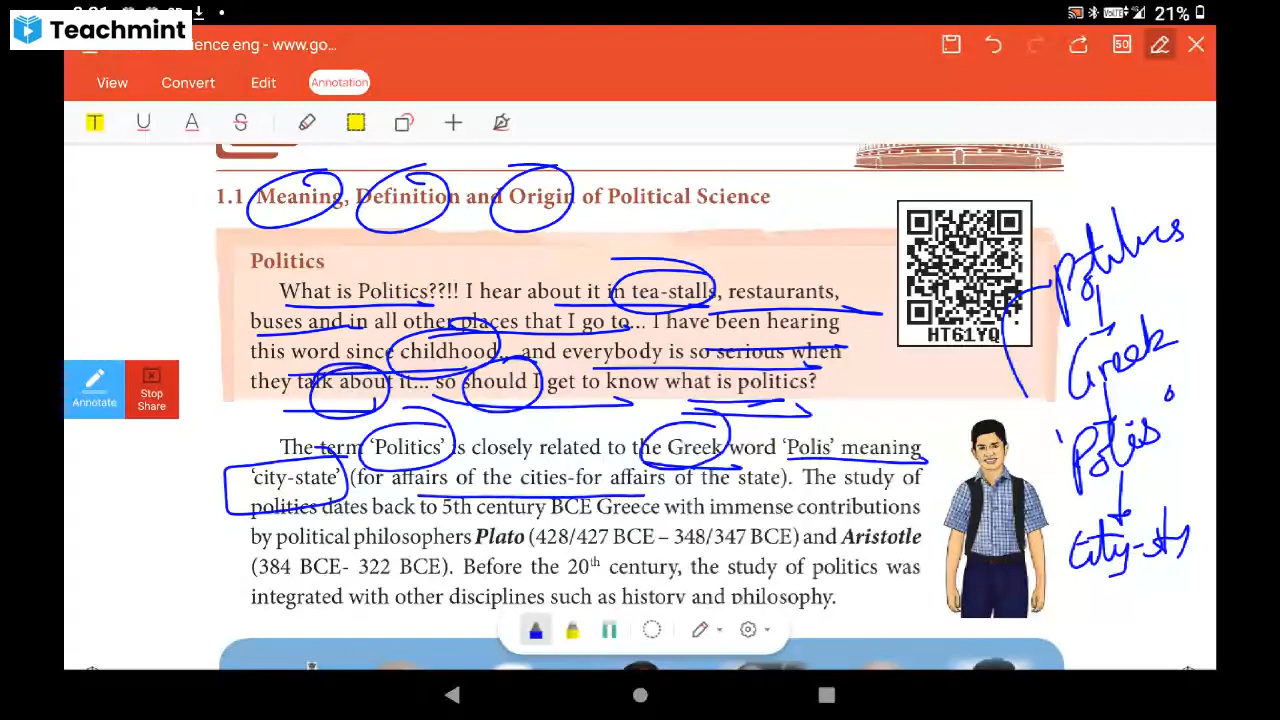 Teachmint
21%
ience eng - www.go...
50
View Convert Edit Annotation
T U A S
1.1 Meaning, Definition and Origin of Political Science
Politics
What is Politics??!! I hear about it in tea-stalls, restaurants,
buses and in all other places that I go to... I have been hearing
this word since childhood... and everybody is so serious when
they talk about it... so should I get to know what is politics?
HT61YQ
Politics
Greek
'Polis'
City-st
Annotate
Stop
Share
The term 'Politics' is closely related to the Greek word 'Polis' meaning
'city-state' (for affairs of the cities-for affairs of the state). The study of
politics dates back to 5th century BCE Greece with immense contributions
by political philosophers Plato (428/427 BCE – 348/347 BCE) and Aristotle
(384 BCE- 322 BCE). Before the 20th century, the study of politics was
integrated with other disciplines such as history and philosophy.